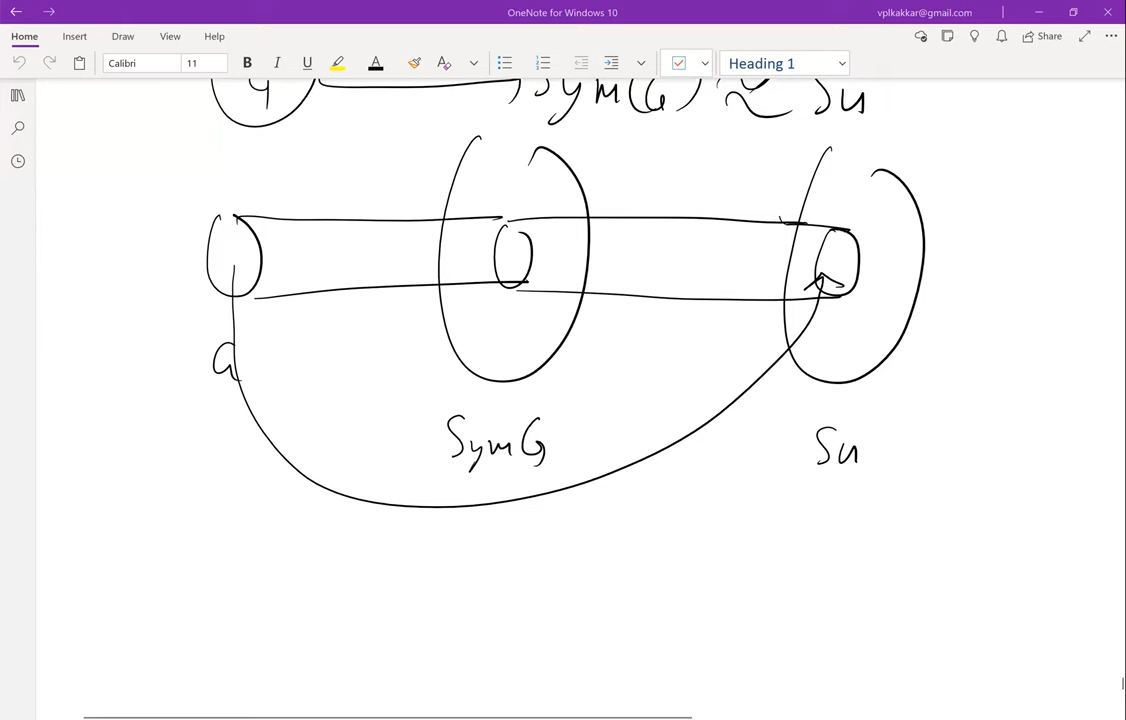 OneNote for Windows 10
vplkakkar@gmail.com
Home Insert Draw View Help
Share
Calibri 11 B I U A Heading 1
Sym(G) ≈ Sn
G
Sym G
Sn